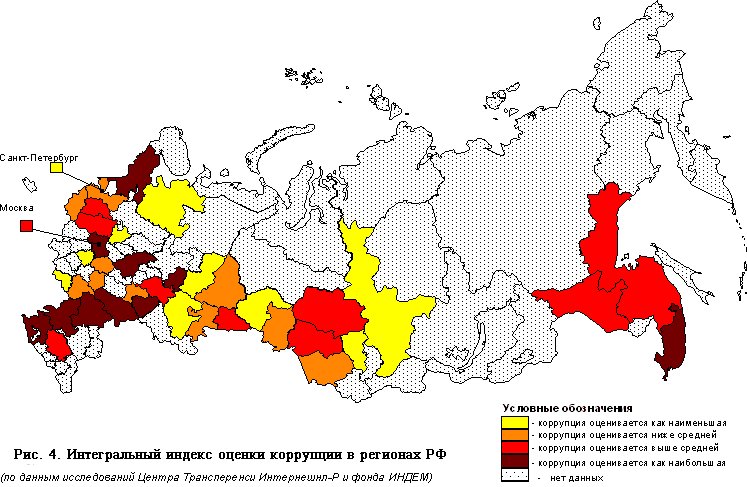 Санкт-Петербург
Москва
Условные обозначения
- коррупция оценивается как наименьшая
- коррупция оценивается ниже средней
- коррупция оценивается выше средней
- коррупция оценивается как наибольшая
- нет данных
Рис. 4. Интегральный индекс оценки коррупции в регионах РФ
(по данным исследований Центра Трансперенси Интернешнл-Р и фонда ИНДЕМ)